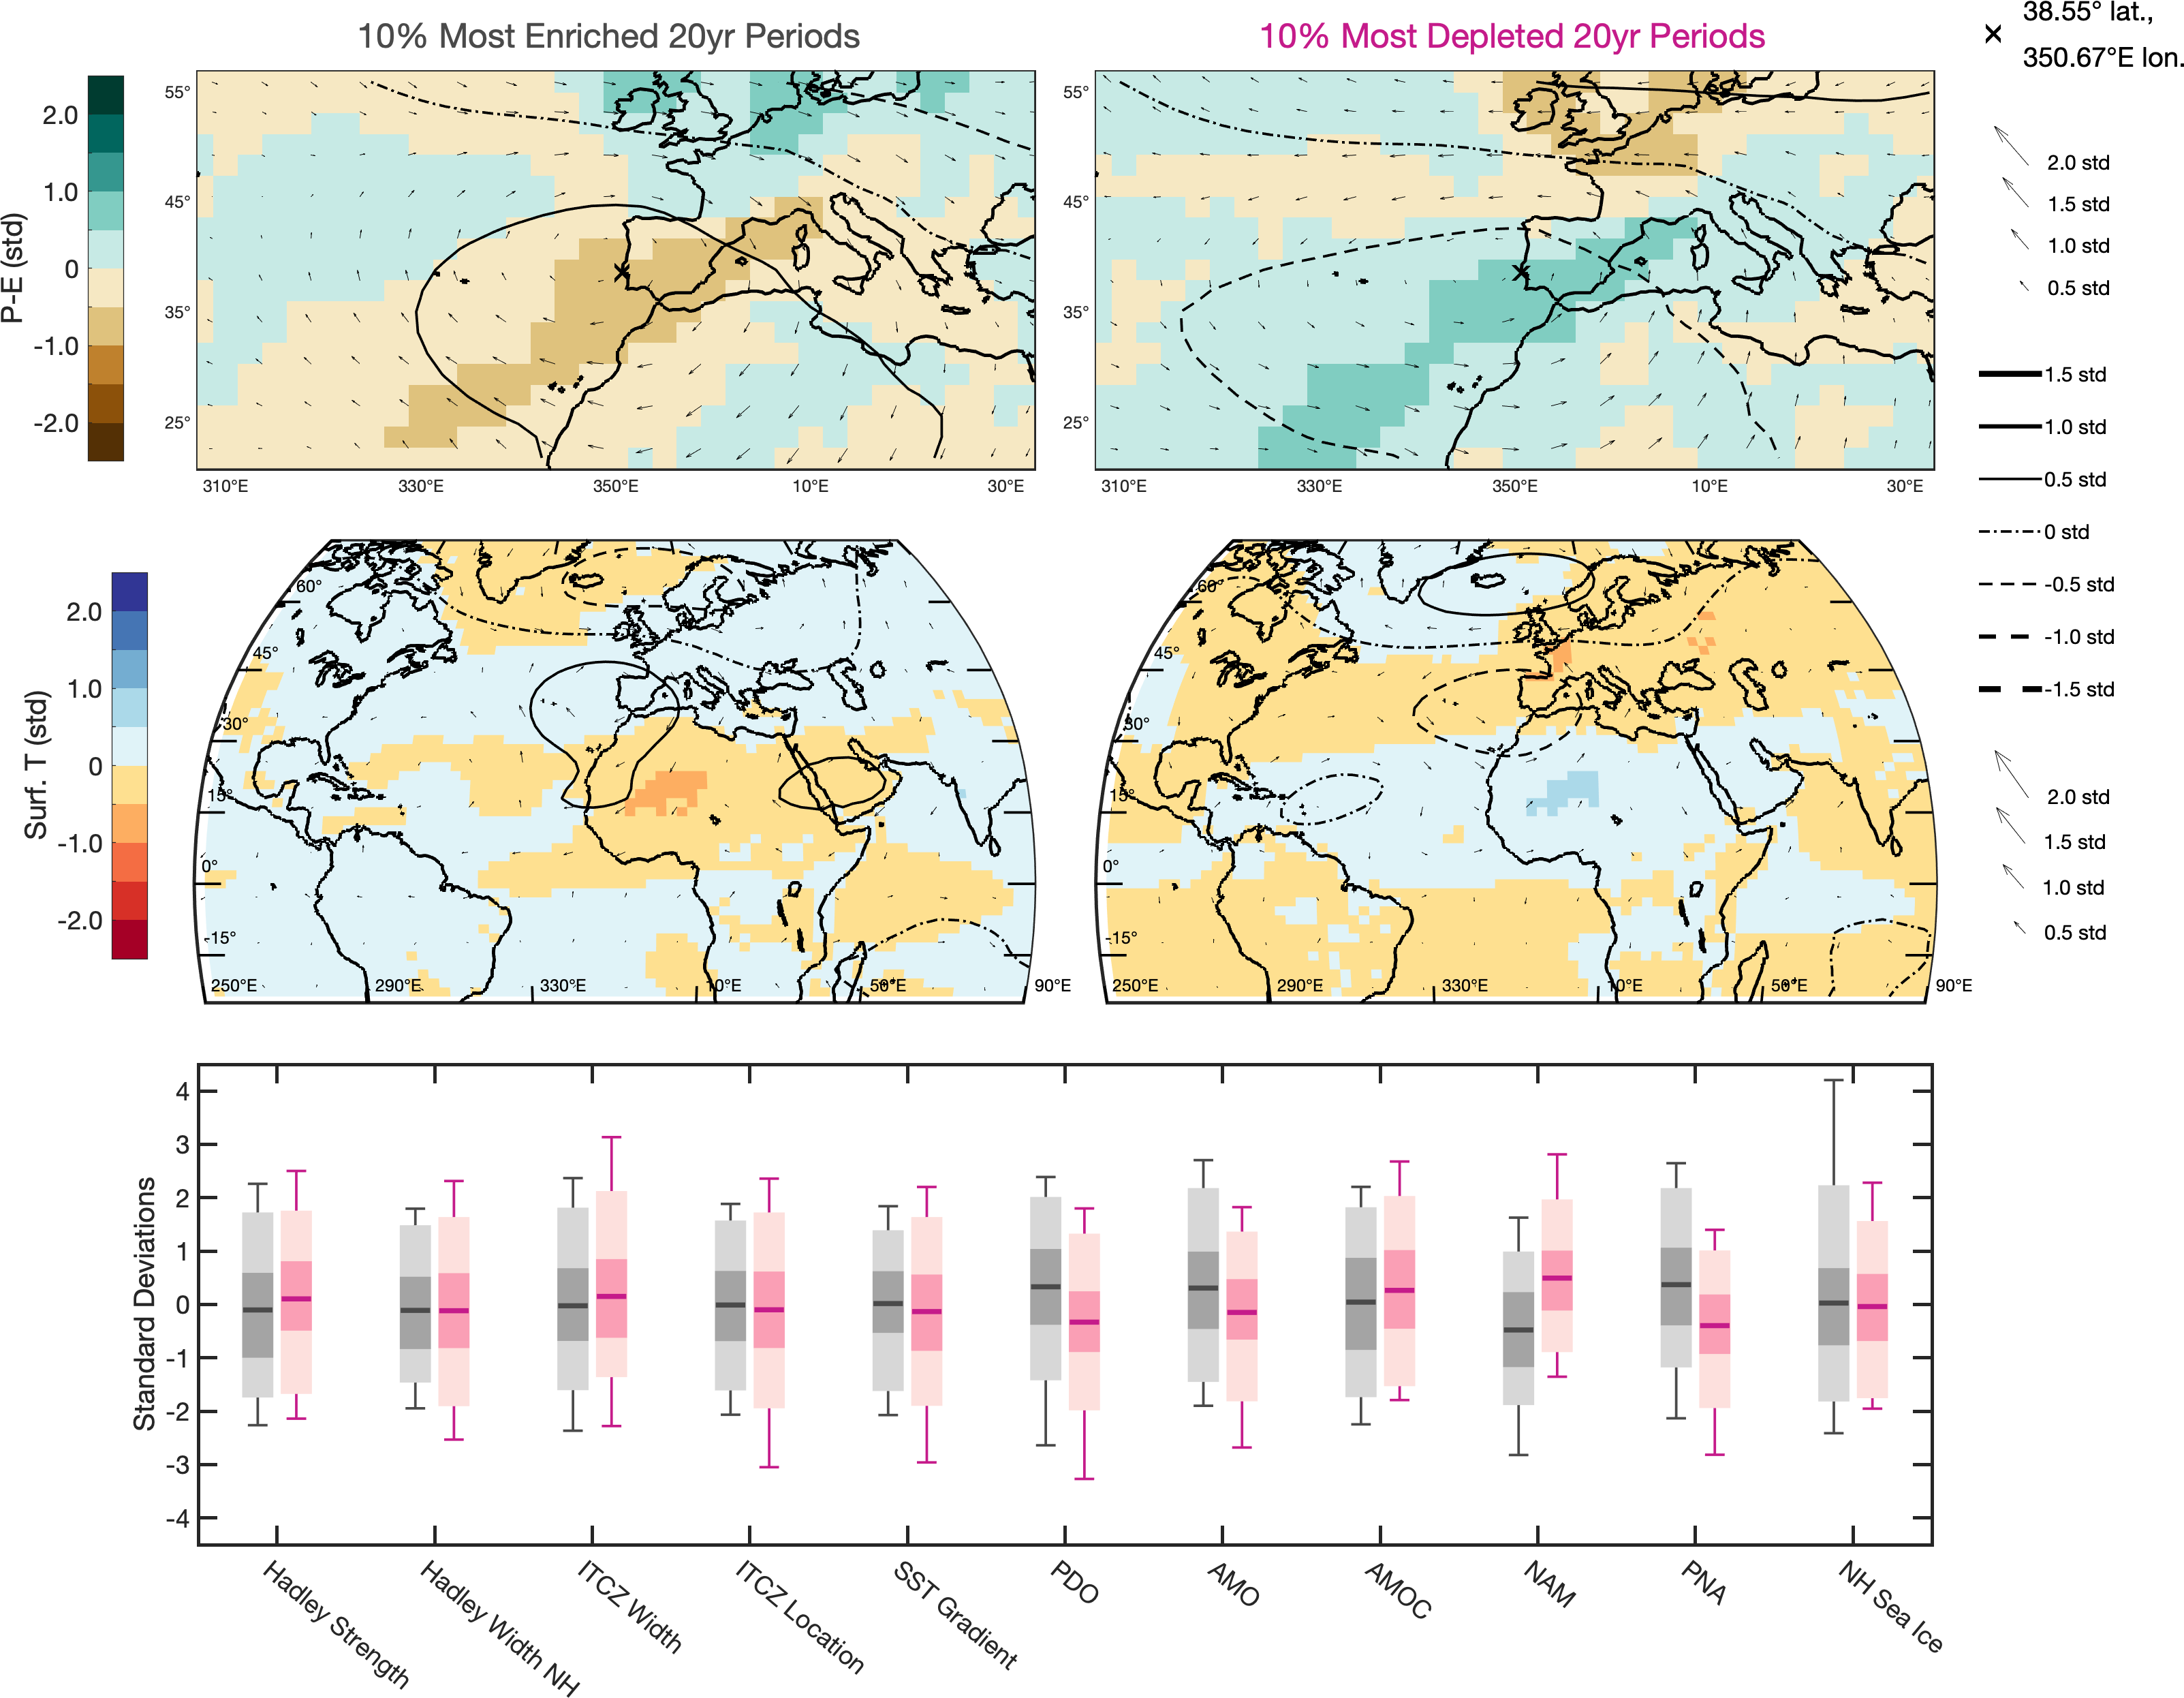 10% Most Enriched 20yr Periods
10% Most Depleted 20yr Periods
38.55° lat.,
350.67°E lon.
P-E (std)
2.0
1.0
0
-1.0
-2.0
55°
45°
35°
25°
310°E
330°E
350°E
10°E
30°E
55°
45°
35°
25°
310°E
330°E
350°E
10°E
30°E
2.0 std
1.5 std
1.0 std
0.5 std
1.5 std
1.0 std
0.5 std
0 std
-0.5 std
-1.0 std
-1.5 std
Surf. T (std)
2.0
1.0
0
-1.0
-2.0
60°
45°
30°
15°
0°
-15°
250°E
290°E
330°E
10°E
50°E
90°E
60°
45°
30°
15°
0°
-15°
250°E
290°E
330°E
10°E
50°E
90°E
2.0 std
1.5 std
1.0 std
0.5 std
Standard Deviations
4
3
2
1
0
-1
-2
-3
-4
Hadley Strength
Hadley Width NH
ITCZ Width
ITCZ Location
SST Gradient
PDO
AMO
AMOC
NAM
PNA
NH Sea Ice